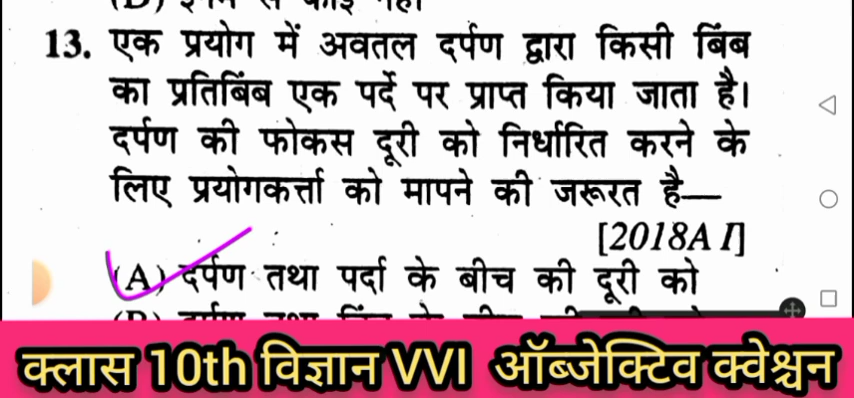 13. एक प्रयोग में अवतल दर्पण द्वारा किसी बिंब
का प्रतिबिंब एक पर्दे पर प्राप्त किया जाता है।
दर्पण की फोकस दूरी को निर्धारित करने के
लिए प्रयोगकर्त्ता को मापने की जरूरत है—
[2018A I]
(A) दर्पण तथा पर्दा के बीच की दूरी को
क्लास 10th विज्ञान VVI ऑब्जेक्टिव क्वेश्चन